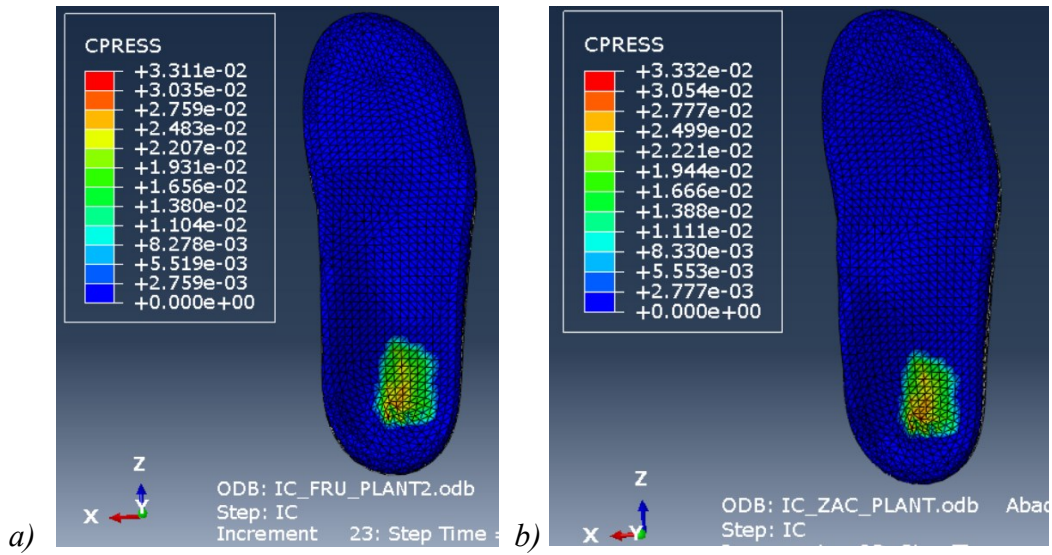 CPRESS
+3.311e-02
+3.035e-02
+2.759e-02
+2.483e-02
+2.207e-02
+1.931e-02
+1.656e-02
+1.380e-02
+1.104e-02
+8.278e-03
+5.519e-03
+2.759e-03
+0.000e+00
Z
Y
X
ODB: IC_FRU_PLANT2.odb
Step: IC
Increment 23: Step Time =
a)
CPRESS
+3.332e-02
+3.054e-02
+2.777e-02
+2.499e-02
+2.221e-02
+1.944e-02
+1.666e-02
+1.388e-02
+1.111e-02
+8.330e-03
+5.553e-03
+2.777e-03
+0.000e+00
Z
Y
X
ODB: IC_ZAC_PLANT.odb Abaq
Step: IC
b)